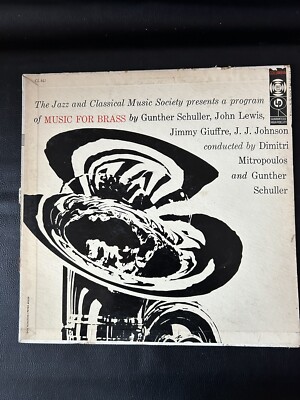 The Jazz and Classical Music Society presents a program
of MUSIC FOR BRASS by Gunther Schuller, John Lewis,
Jimmy Giuffre, J. J. Johnson
conducted by Dimitri
Mitropoulos
and Gunther
Schuller